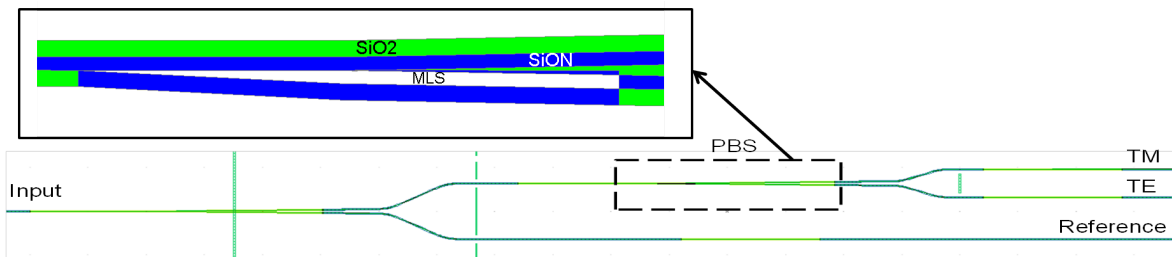 SiO2
SiON
MLS
PBS
TM
Input
TE
Reference